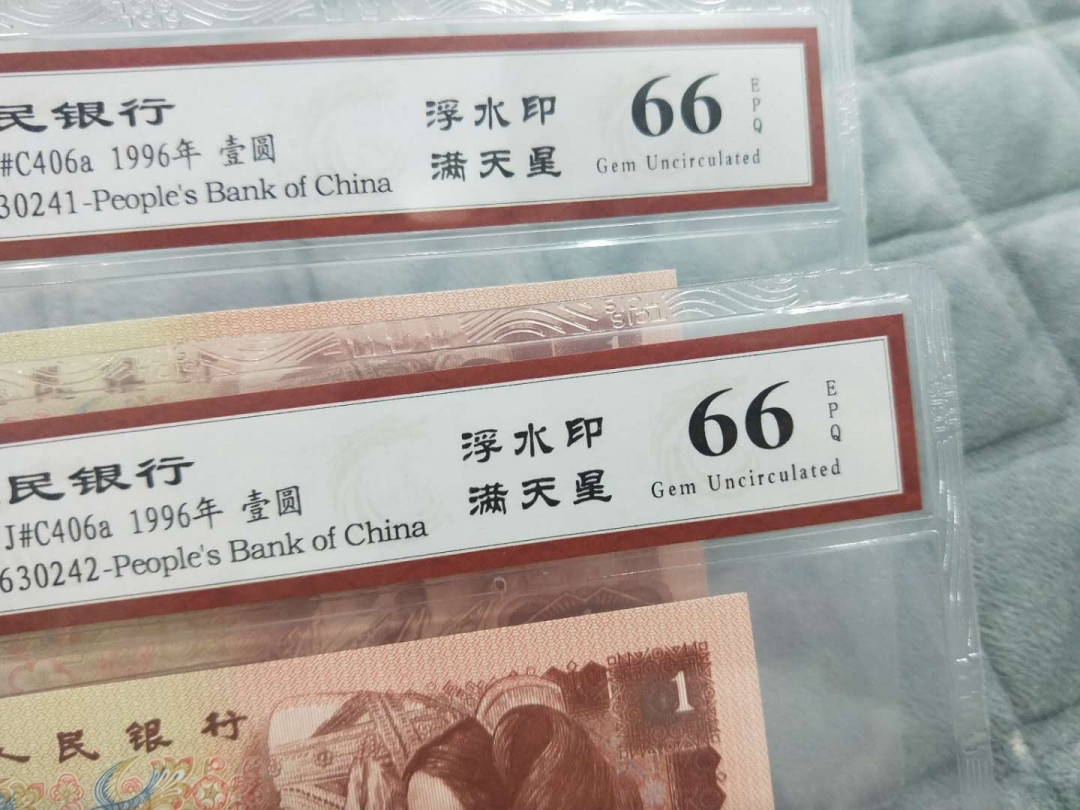 民银行
浮水印
66
EPQ
#C406a 1996年 壹圆
满天星
Gem Uncirculated
30241-People's Bank of China
民银行
浮水印
66
EPQ
J#C406a 1996年 壹圆
满天星
Gem Uncirculated
630242-People's Bank of China
1
人民银行